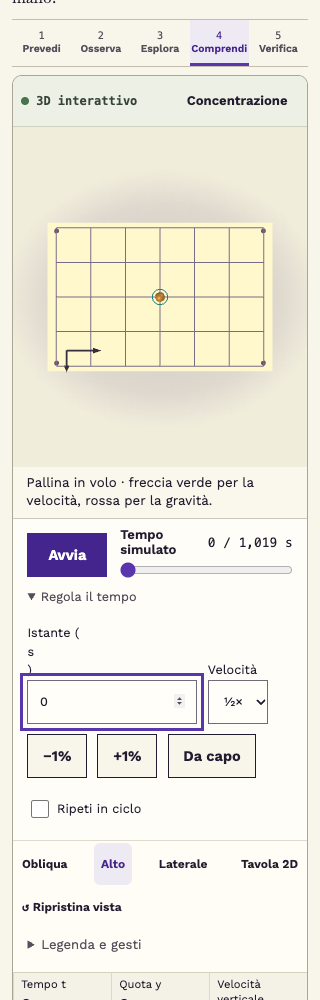 1 2 3 4 5
Prevedi Osserva Esplora Comprendi Verifica
3D interattivo Concentrazione
Pallina in volo · freccia verde per la
velocità, rossa per la gravità.
Avvia
Tempo
simulato
0 / 1,019 s
▼ Regola il tempo
Istante (
s
)
Velocità
0
½×
−1% +1% Da capo
Ripeti in ciclo
Obliqua Alto Laterale Tavola 2D
↺ Ripristina vista
▶ Legenda e gesti
Tempo t Quota y Velocità
verticale